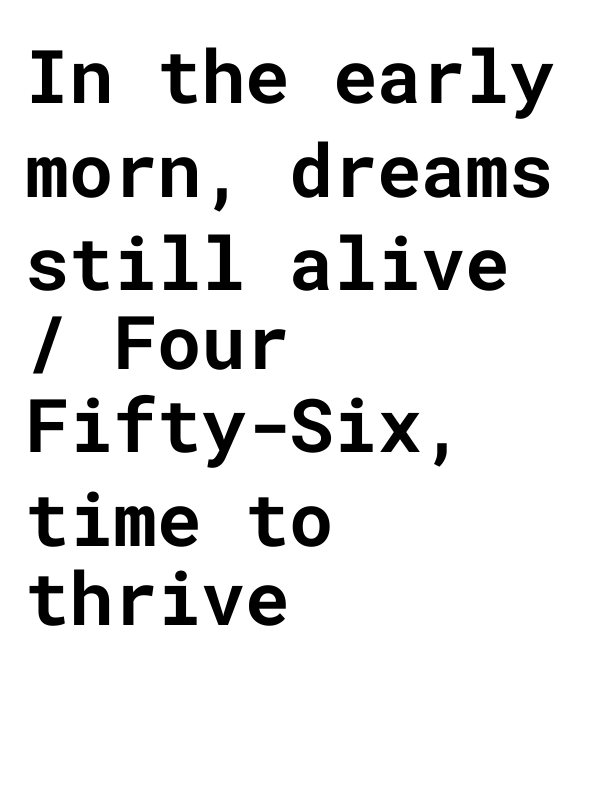 In the early
morn, dreams
still alive
/ Four
Fifty-Six,
time to
thrive